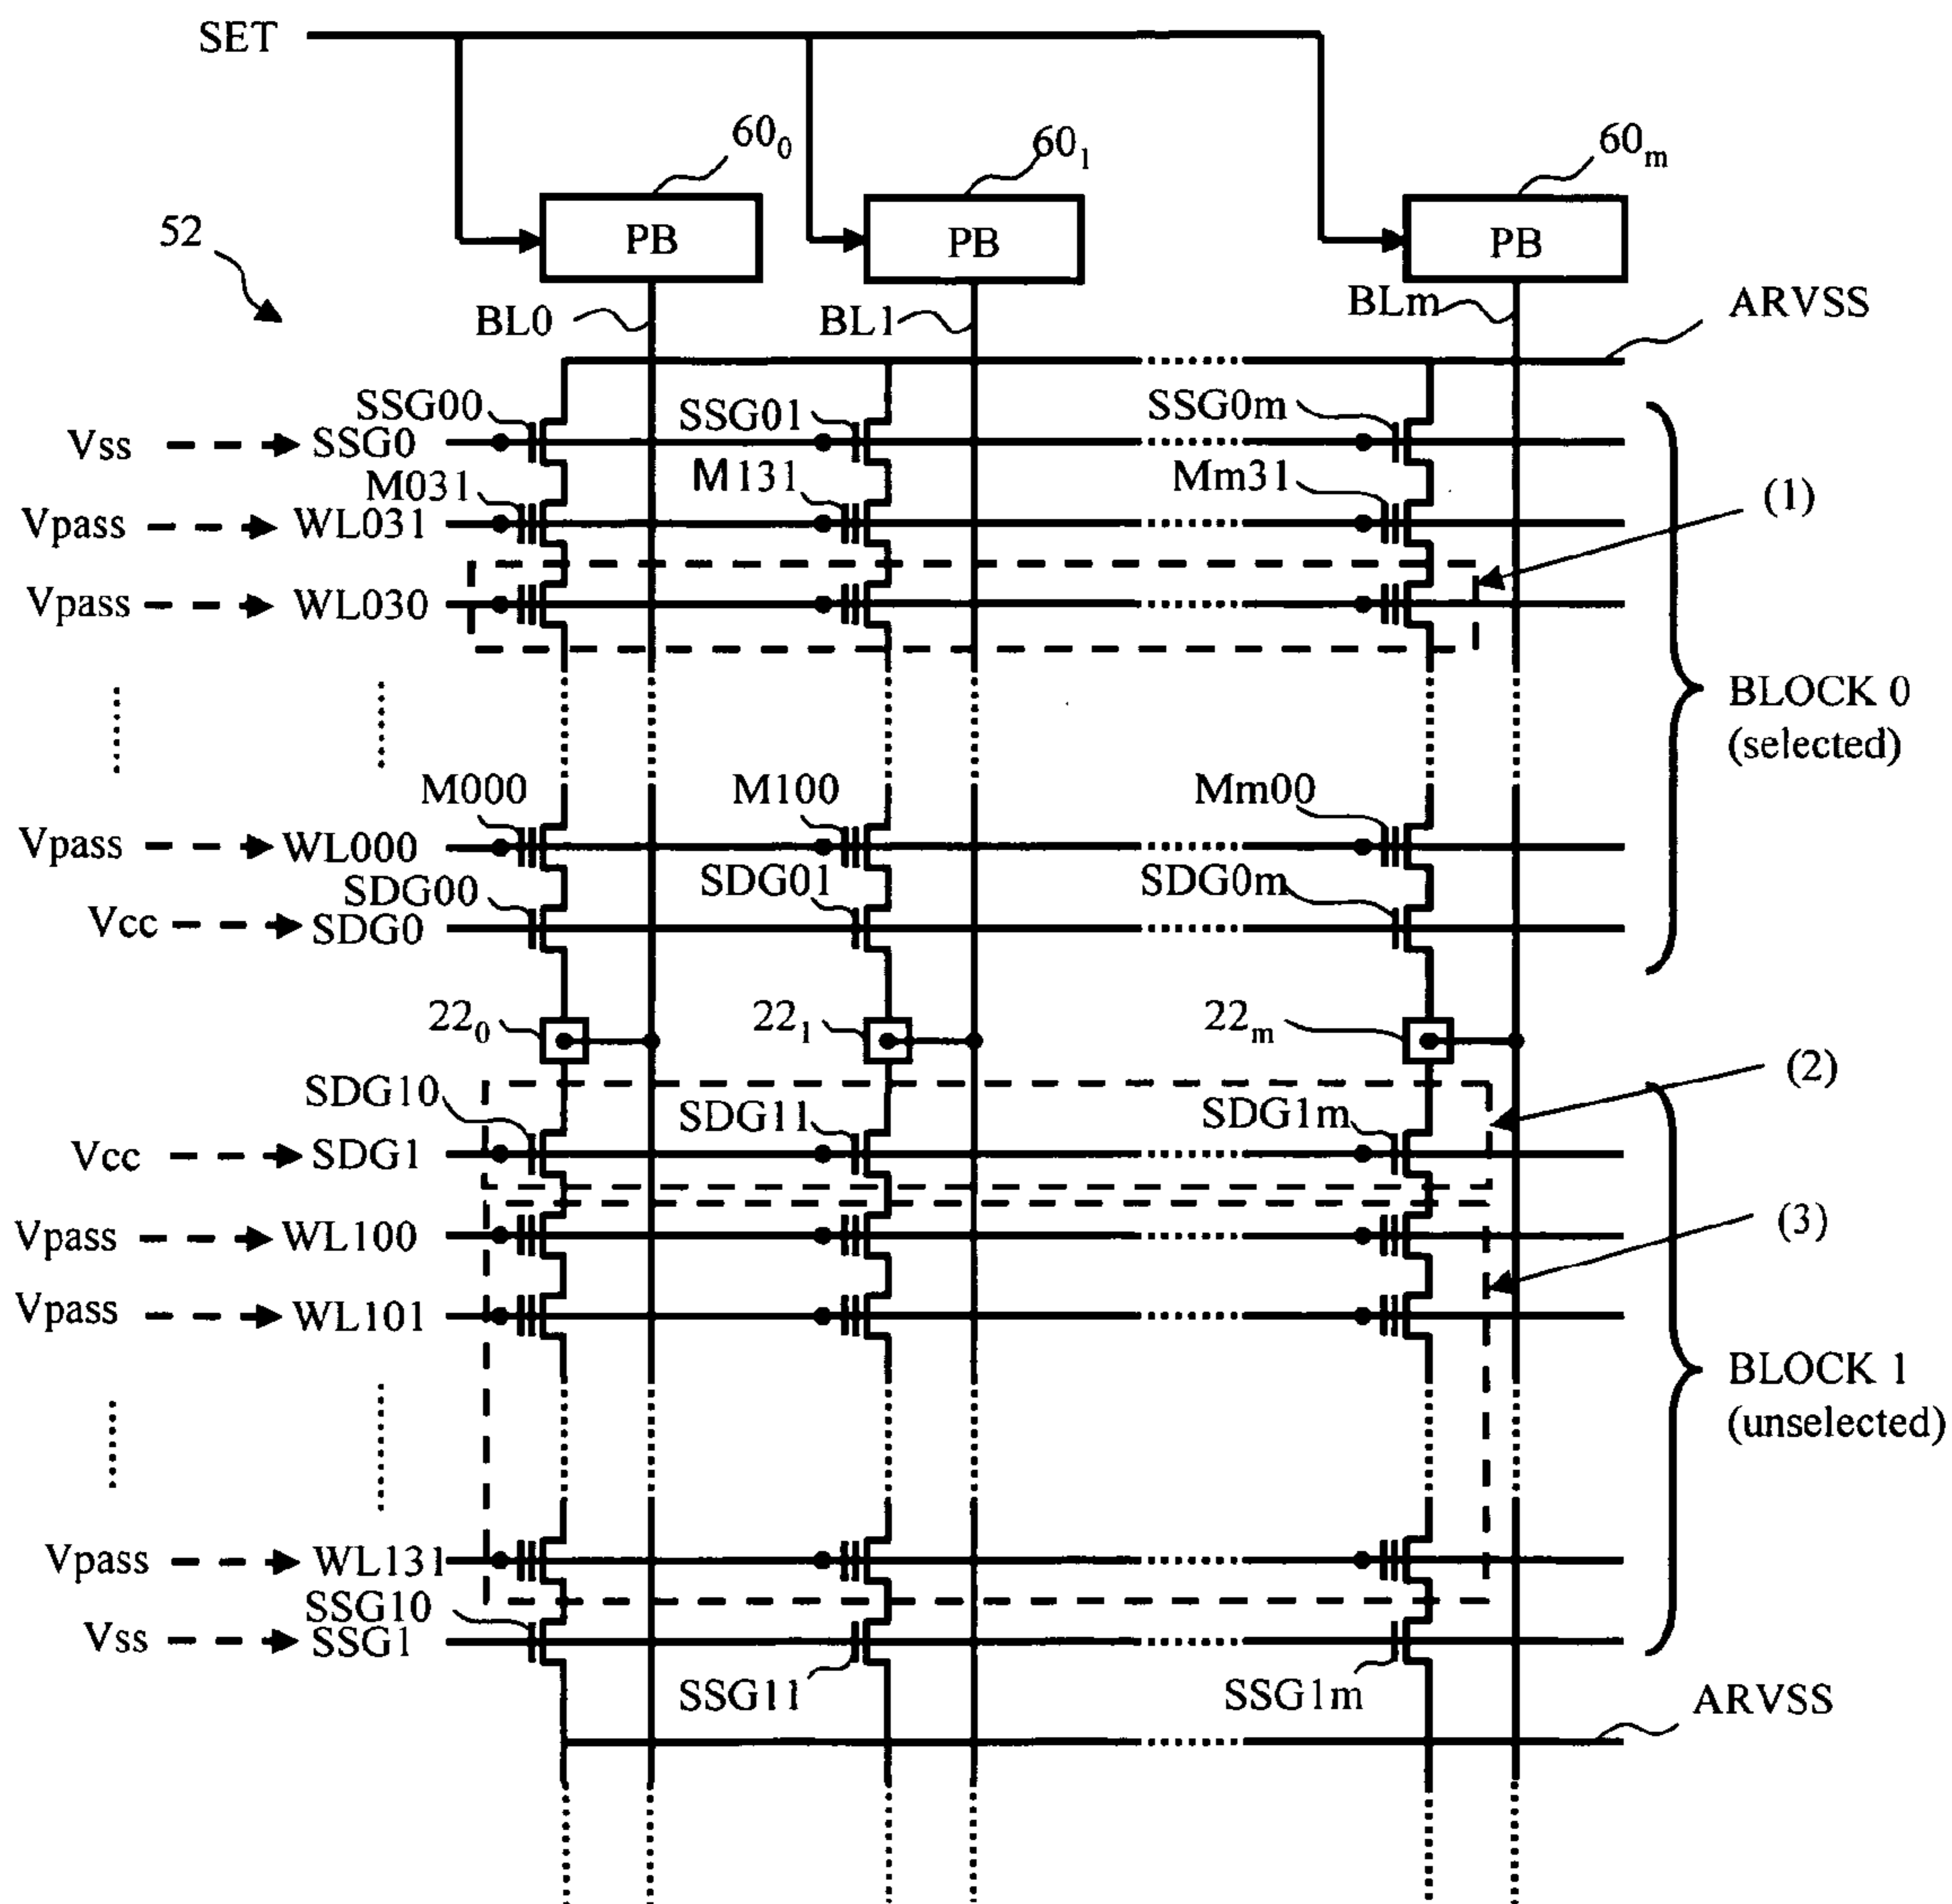 SET
60₀
60₁
60ₘ
52
PB
PB
PB
BL0
BL1
BLm
ARVSS
SSG00
SSG01
SSG0m
Vss
SSG0
M031
M131
Mm31
(1)
Vpass
WL031
Vpass
WL030
BLOCK 0
(selected)
M000
M100
Mm00
Vpass
WL000
SDG00
SDG01
SDG0m
Vcc
SDG0
22₀
22₁
22ₘ
(2)
SDG10
SDG11
SDG1m
Vcc
SDG1
(3)
Vpass
WL100
Vpass
WL101
BLOCK 1
(unselected)
Vpass
WL131
SSG10
Vss
SSG1
SSG11
SSG1m
ARVSS